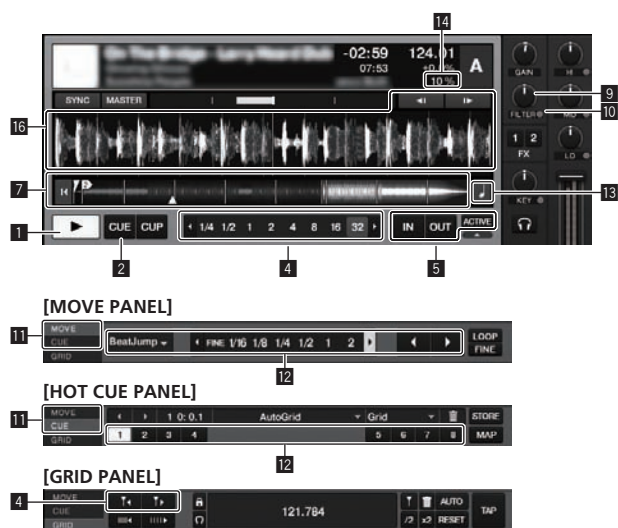 14
-02:59 124.01
07:53 +0.0%
10 % A
SYNC MASTER
GAIN HI
9
FILTER MID
10
16
1 2
FX LO
7
13
KEY
1
CUE CUP
1/4 1/2 1 2 4 8 16 32
IN OUT ACTIVE
2 4 5
[MOVE PANEL]
11
MOVE
CUE
GRID
BeatJump FINE 1/16 1/8 1/4 1/2 1 2
LOOP
FINE
12
[HOT CUE PANEL]
11
MOVE
CUE
GRID
1 0:0.1 AutoGrid Grid STORE
1 2 3 4 5 6 7 8 MAP
12
[GRID PANEL]
4
MOVE
CUE
GRID
121.784
AUTO
/2 x2 RESET
TAP